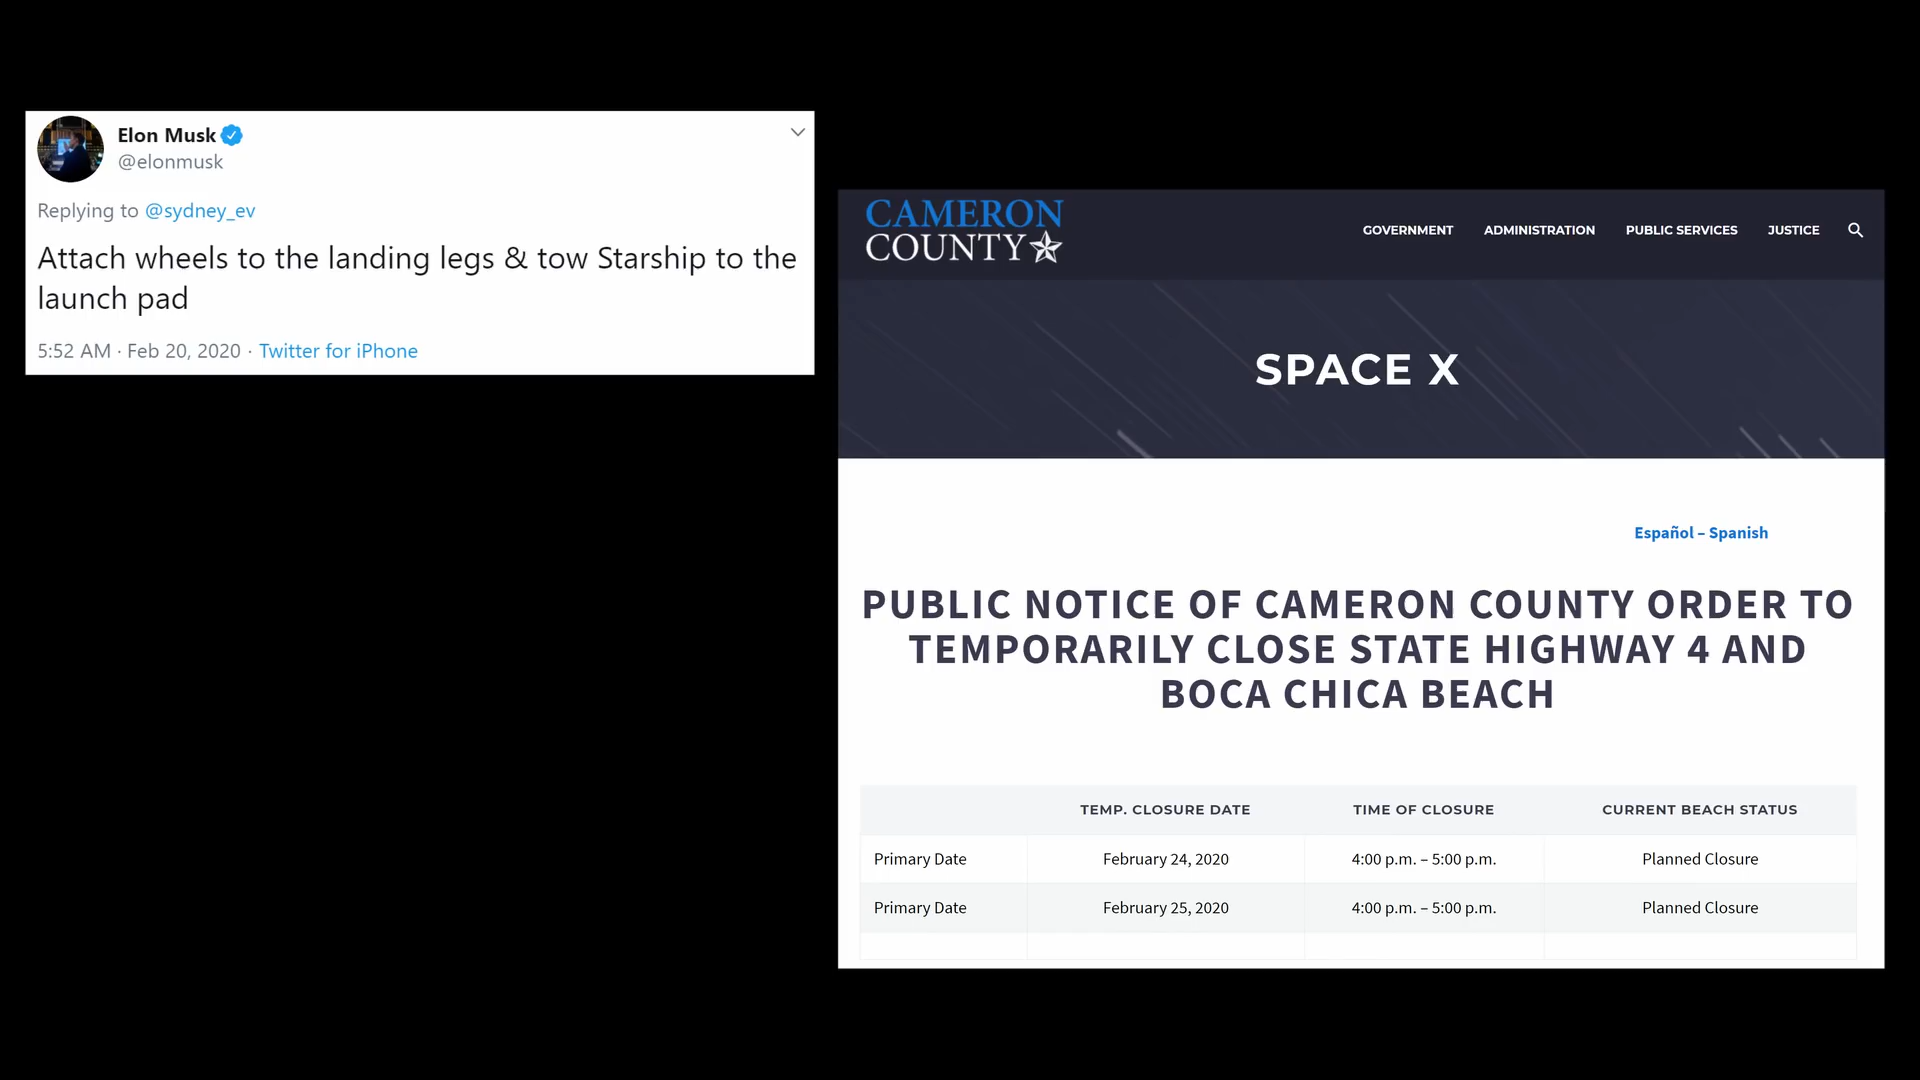 Elon Musk
@elonmusk
Replying to @sydney_ev
Attach wheels to the landing legs & tow Starship to the
launch pad
5:52 AM · Feb 20, 2020 · Twitter for iPhone
CAMERON
COUNTY
GOVERNMENT ADMINISTRATION PUBLIC SERVICES JUSTICE
SPACE X
Español – Spanish
PUBLIC NOTICE OF CAMERON COUNTY ORDER TO
TEMPORARILY CLOSE STATE HIGHWAY 4 AND
BOCA CHICA BEACH
TEMP. CLOSURE DATE TIME OF CLOSURE CURRENT BEACH STATUS
Primary Date February 24, 2020 4:00 p.m. – 5:00 p.m. Planned Closure
Primary Date February 25, 2020 4:00 p.m. – 5:00 p.m. Planned Closure